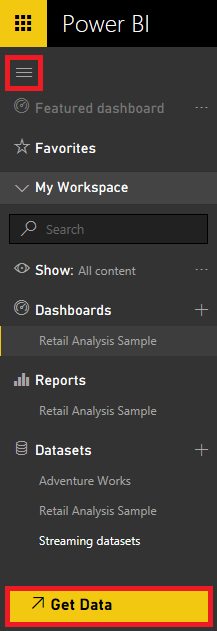 Power BI
Featured dashboard ...
Favorites
My Workspace
Search
Show: All content ...
Dashboards +
Retail Analysis Sample
Reports
Retail Analysis Sample
Datasets +
Adventure Works
Retail Analysis Sample
Streaming datasets
Get Data